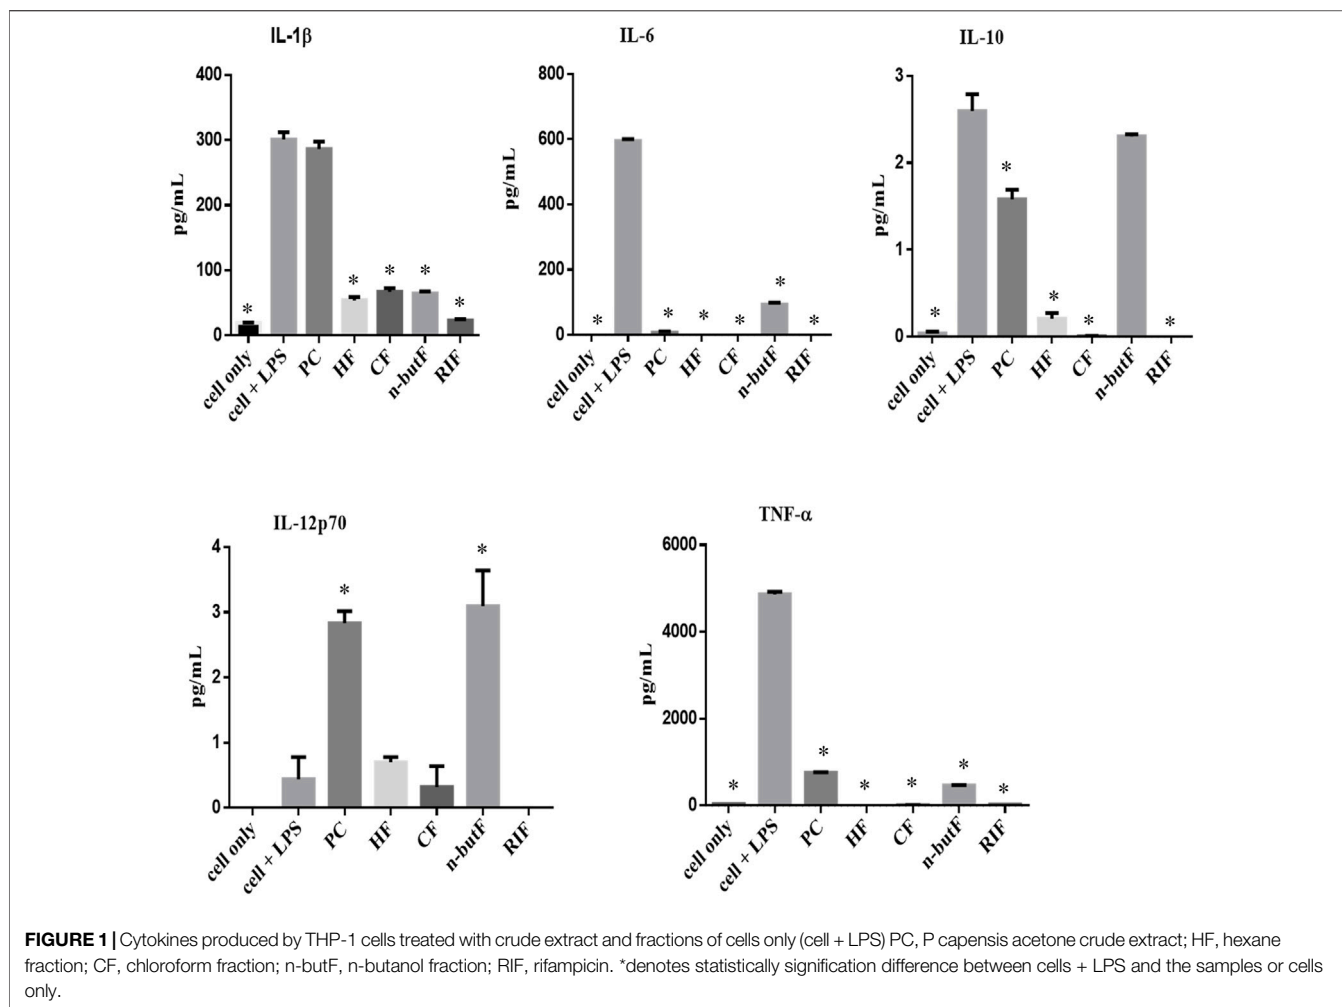 IL-1β
400
300
200
100
0
pg/mL
*
*
*
*
*
cell only
cell + LPS
PC
HF
CF
n-butF
RIF
IL-6
800
600
400
200
0
pg/mL
*
*
*
*
*
*
cell only
cell + LPS
PC
HF
CF
n-butF
RIF
IL-10
3
2
1
0
pg/mL
*
*
*
*
*
cell only
cell + LPS
PC
HF
CF
n-butF
RIF
IL-12p70
4
3
2
1
0
pg/mL
*
*
cell only
cell + LPS
PC
HF
CF
n-butF
RIF
TNF-α
6000
4000
2000
0
pg/mL
*
*
*
*
*
*
cell only
cell + LPS
PC
HF
CF
n-butF
RIF
FIGURE 1 | Cytokines produced by THP-1 cells treated with crude extract and fractions of cells only (cell + LPS) PC, P capensis acetone crude extract; HF, hexane
fraction; CF, chloroform fraction; n-butF, n-butanol fraction; RIF, rifampicin. *denotes statistically signification difference between cells + LPS and the samples or cells
only.